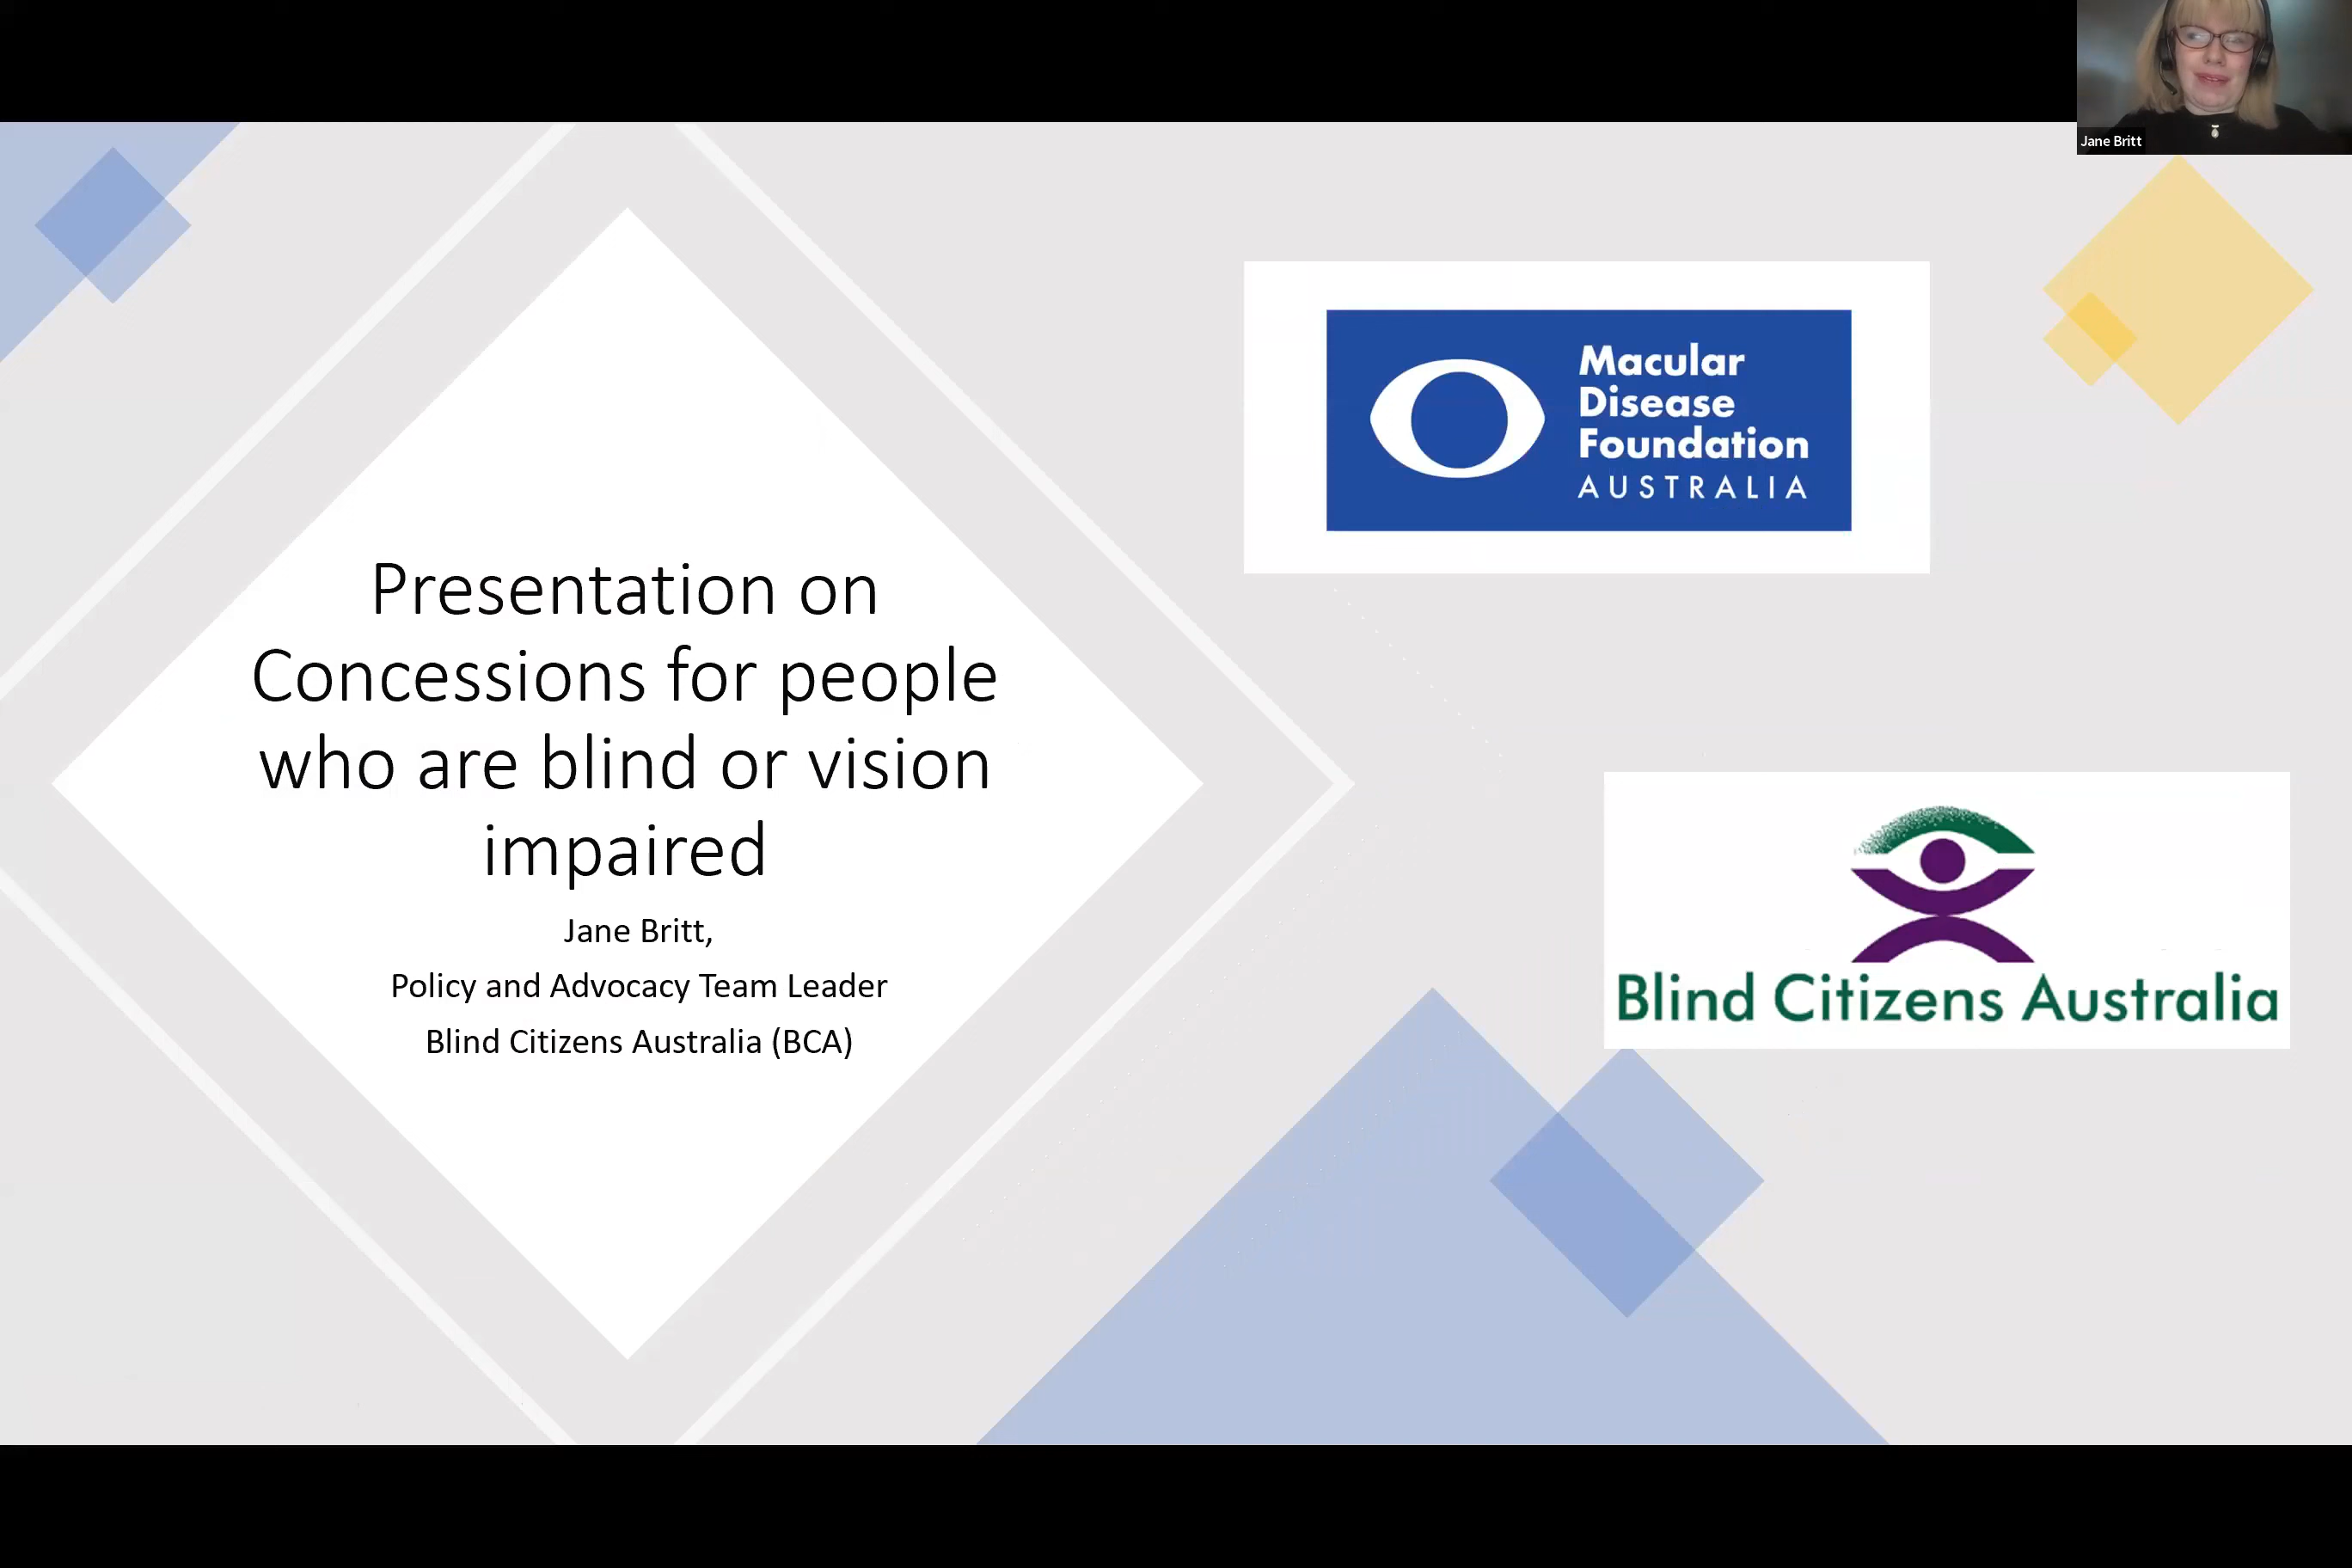 Jane Britt
Presentation on
Concessions for people
who are blind or vision
impaired
Jane Britt,
Policy and Advocacy Team Leader
Blind Citizens Australia (BCA)
Macular
Disease
Foundation
AUSTRALIA
Blind Citizens Australia